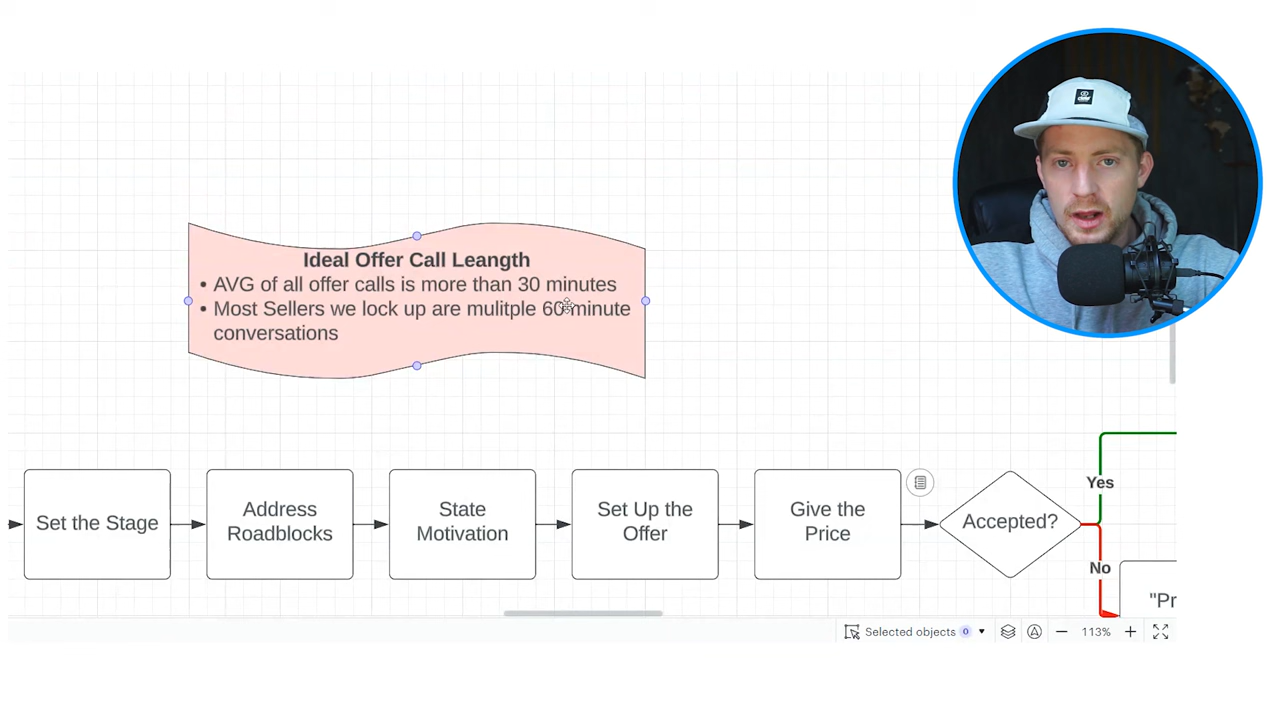 Ideal Offer Call Leangth
• AVG of all offer calls is more than 30 minutes
• Most Sellers we lock up are mulitple 60 minute
conversations
Set the Stage
Address
Roadblocks
State
Motivation
Set Up the
Offer
Give the
Price
Accepted?
Yes
No
"Pr
Selected objects 0
113%